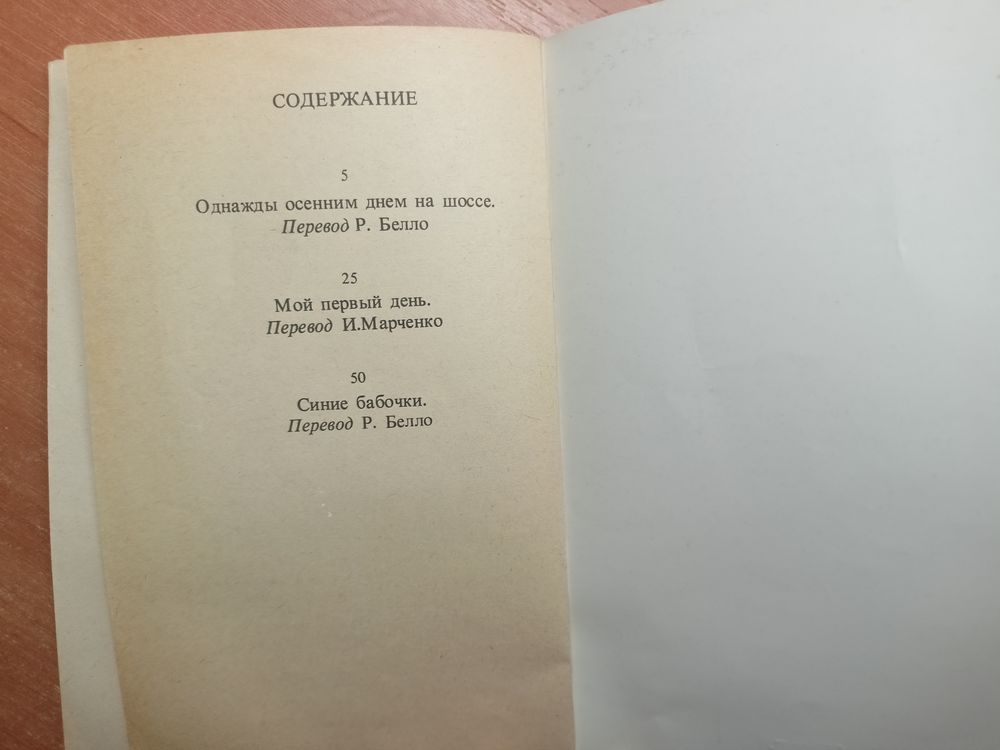 СОДЕРЖАНИЕ
5
Однажды осенним днем на шоссе.
Перевод Р. Белло
25
Мой первый день.
Перевод И.Марченко
50
Синие бабочки.
Перевод Р. Белло